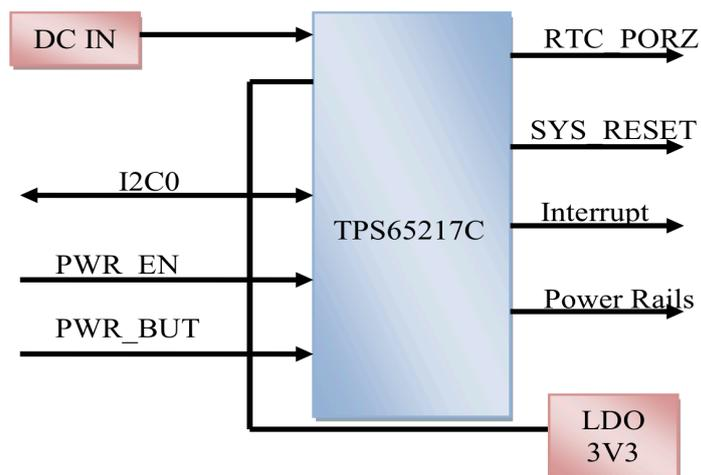 DC IN
RTC_PORZ
SYS_RESET
I2C0
Interrupt
TPS65217C
PWR_EN
Power Rails
PWR_BUT
LDO
3V3